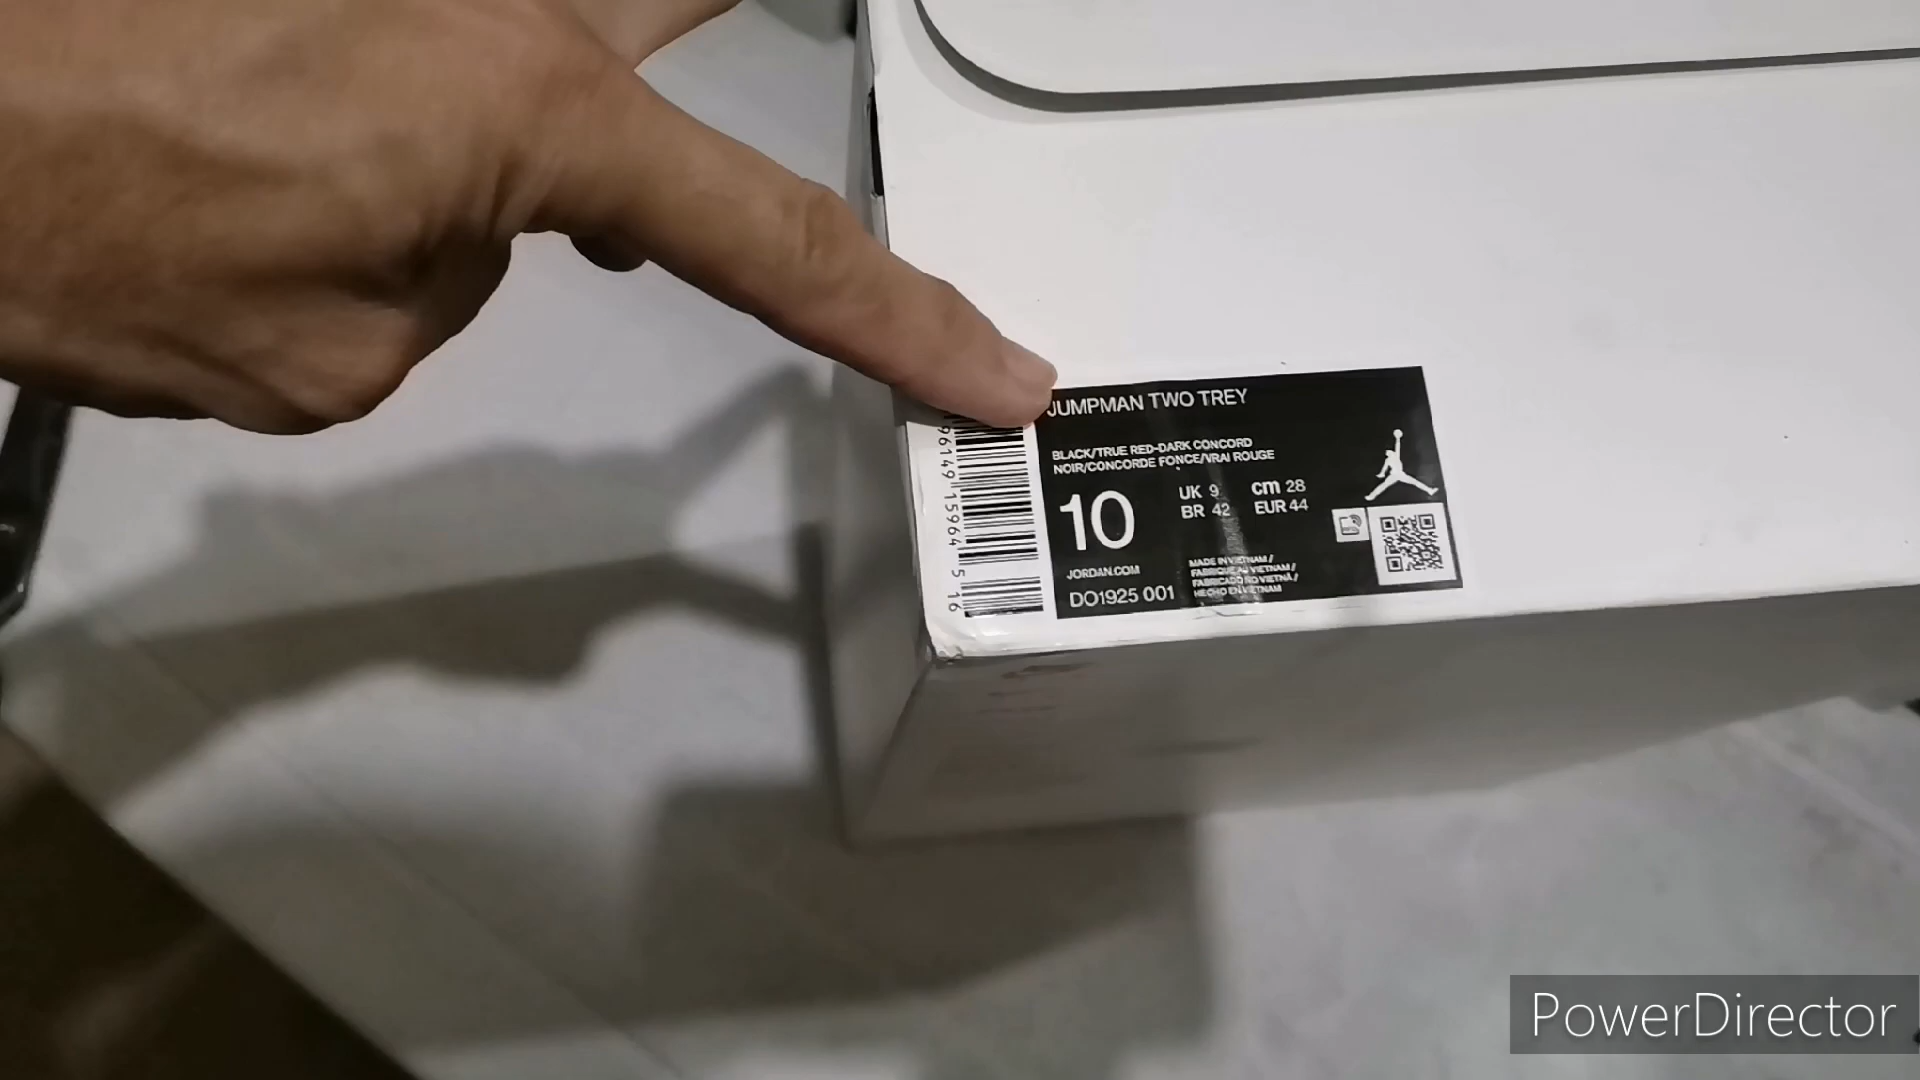 JUMPMAN TWO TREY
BLACK/TRUE RED-DARK CONCORD
NOIR/CONCORDE FONCE/VRAI ROUGE
10
UK 9
cm 28
BR 42
EUR 44
JORDAN.COM
DO1925 001
MADE IN VIETNAM /
FABRIQUE AU VIETNAM /
FABRICADO NO VIETNÃ /
HECHO EN VIETNAM
96149 15964 5 16
PowerDirector